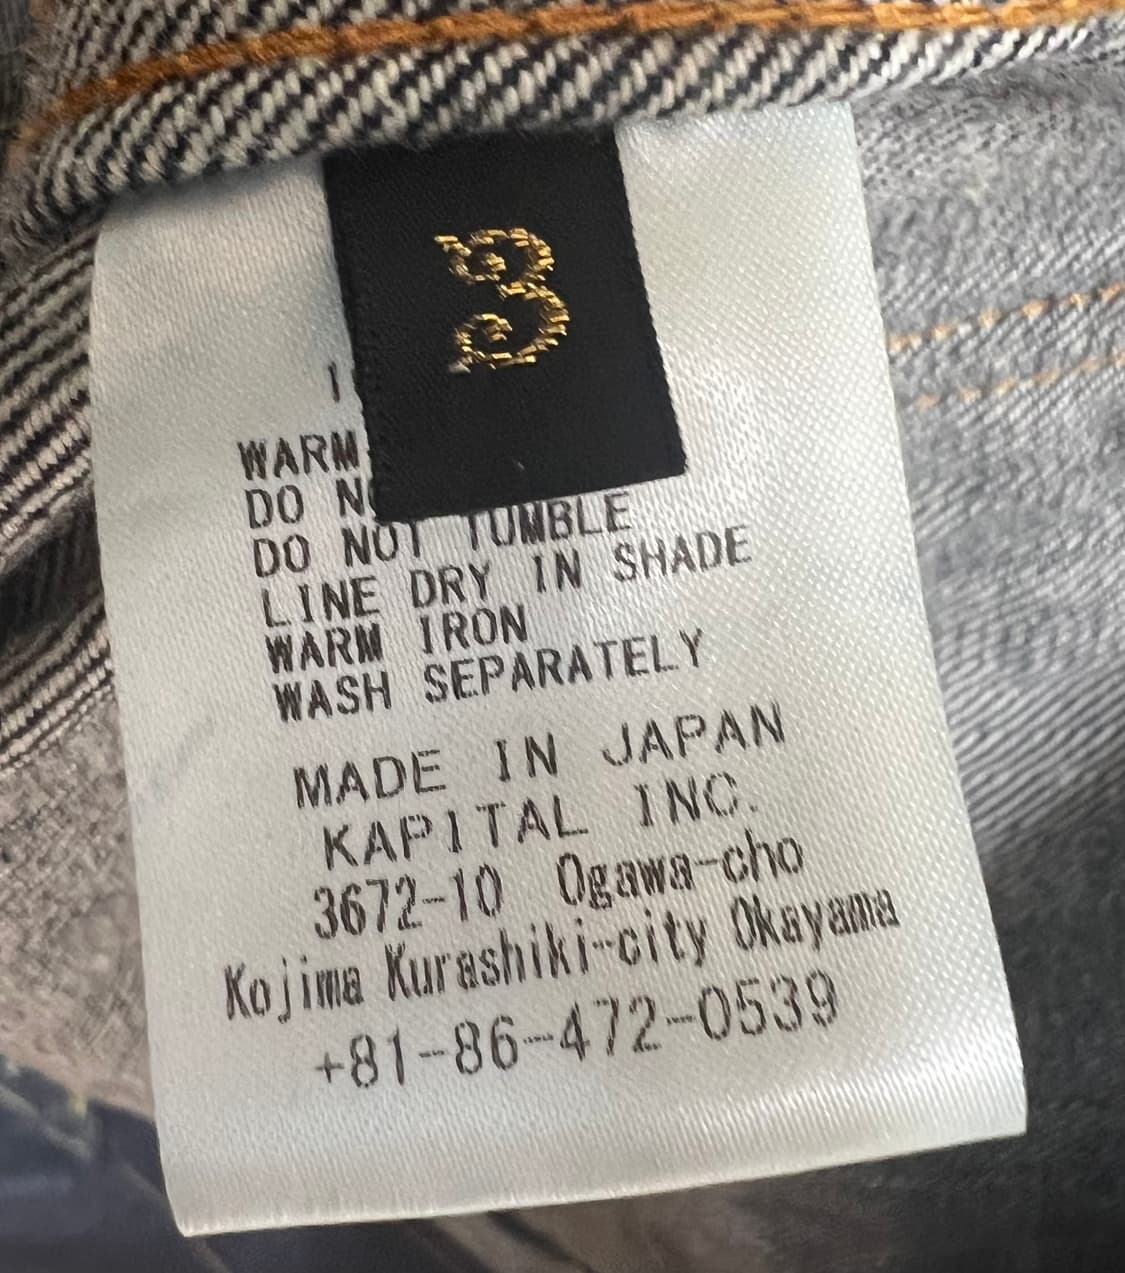 3
WARM
DO
DO NOT TUMBLE
LINE DRY IN SHADE
WARM IRON
WASH SEPARATELY
MADE IN JAPAN
KAPITAL INC.
3672-10 Ogawa-cho
Kojima Kurashiki-city Okayama
+81-86-472-0539